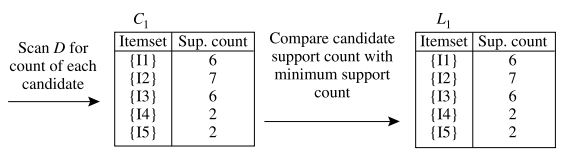 Scan D for
count of each
candidate
C1
Itemset Sup. count
{I1} 6
{I2} 7
{I3} 6
{I4} 2
{I5} 2
Compare candidate
support count with
minimum support
count
L1
Itemset Sup. count
{I1} 6
{I2} 7
{I3} 6
{I4} 2
{I5} 2